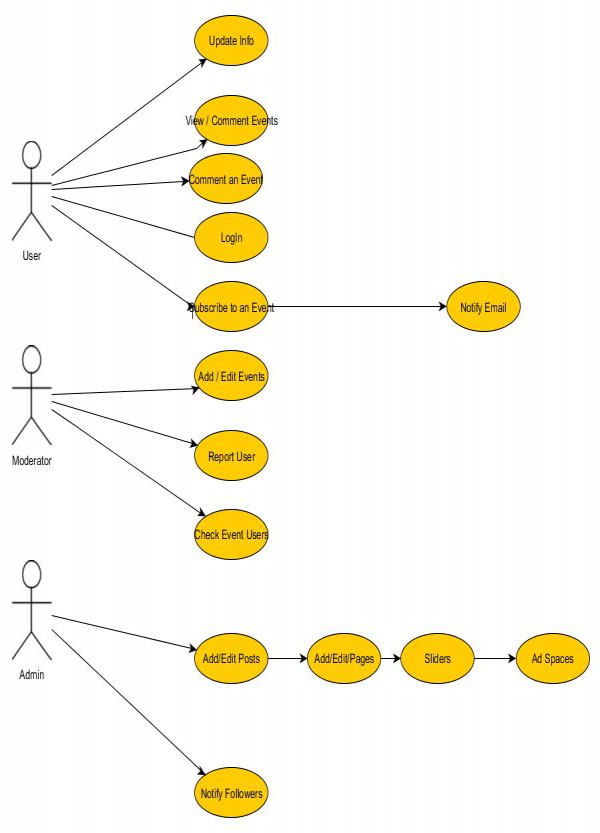 Update Info
View / Comment Events
Comment an Event
User
LogIn
Subscribe to an Event
Notify Email
Add / Edit Events
Moderator
Report User
Check Event Users
Admin
Add/Edit Posts
Add/Edit/Pages
Sliders
Ad Spaces
Notify Followers